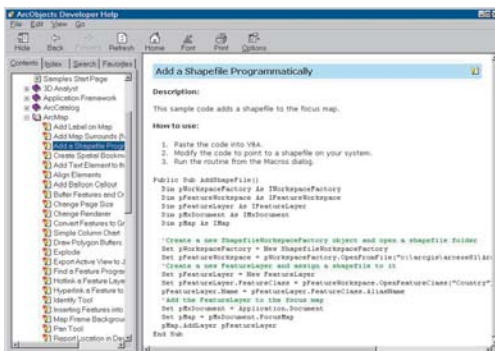 ArcObjects Developer Help
File Edit View Go
Hide Back Forward Refresh Home Font Print Options
Contents Index Search Favorites
Samples Start Page
3D Analyst
Application Framework
ArcCatalog
ArcMap
Add Label on Map
Add Map Surrounds
Add a Shapefile Progr
Create Spatial Bookm
Add Text Element to th
Align Elements
Add Balloon Callout
Buffer Features and Cr
Change Page Size
Change Renderer
Convert Features to Gr
Simple Column Chart
Draw Polygon Buffers
Explode
Export Active View to J
Find a Feature Progra
Hotlink a Feature Laye
Hyperlink a Feature to
Identify Tool
Inserting Features into
Map Frame Backgroun
Pan Tool
Report Location in
Add a Shapefile Programmatically
Description:
This sample code adds a shapefile to the focus map.
How to use:
1. Paste the code into VBA.
2. Modify the code to point to a shapefile on your system.
3. Run the routine from the Macros dialog.
Public Sub AddShapeFile()
Dim pWorkspaceFactory As IWorkspaceFactory
Dim pFeatureWorkspace As IFeatureWorkspace
Dim pFeatureLayer As IFeatureLayer
Dim pMxDocument As IMxDocument
Dim pMap As IMap
'Create a new ShapefileWorkspaceFactory object and open a shapefile folder
Set pWorkspaceFactory = New ShapefileWorkspaceFactory
Set pFeatureWorkspace = pWorkspaceFactory.OpenFromFile(
'Create a new FeatureLayer and assign a shapefile to it
Set pFeatureLayer = New FeatureLayer
Set pFeatureLayer.FeatureClass = pFeatureWorkspace.OpenFeatureClass("Country"
pFeatureLayer.Name = pFeatureLayer.FeatureClass.AliasName
'Add the FeatureLayer to the focus map
Set pMxDocument = Application.Document
Set pMap = pMxDocument.FocusMap
pMap.AddLayer pFeatureLayer
End Sub